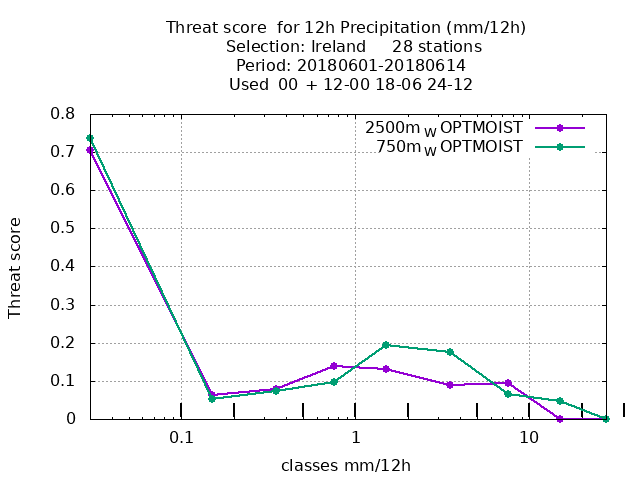 Threat score  for 12h Precipitation (mm/12h)
Selection: Ireland     28 stations
Period: 20180601-20180614
Used  00 + 12-00 18-06 24-12
2500m W OPTMOIST
750m W OPTMOIST
0.8
0.7
0.6
0.5
0.4
0.3
0.2
0.1
0
Threat score
0.1
1
10
classes mm/12h